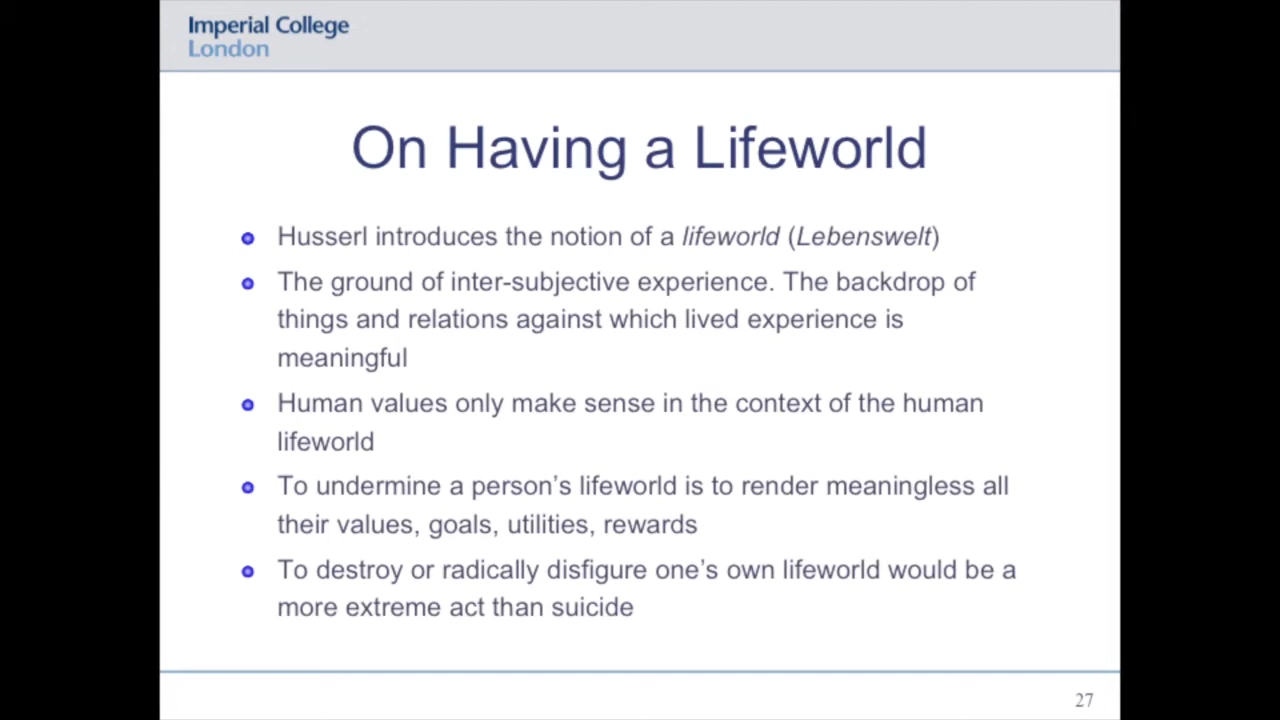 Imperial College
London
On Having a Lifeworld
Husserl introduces the notion of a lifeworld (Lebenswelt)
The ground of inter-subjective experience. The backdrop of
things and relations against which lived experience is
meaningful
Human values only make sense in the context of the human
lifeworld
To undermine a person's lifeworld is to render meaningless all
their values, goals, utilities, rewards
To destroy or radically disfigure one's own lifeworld would be a
more extreme act than suicide
27